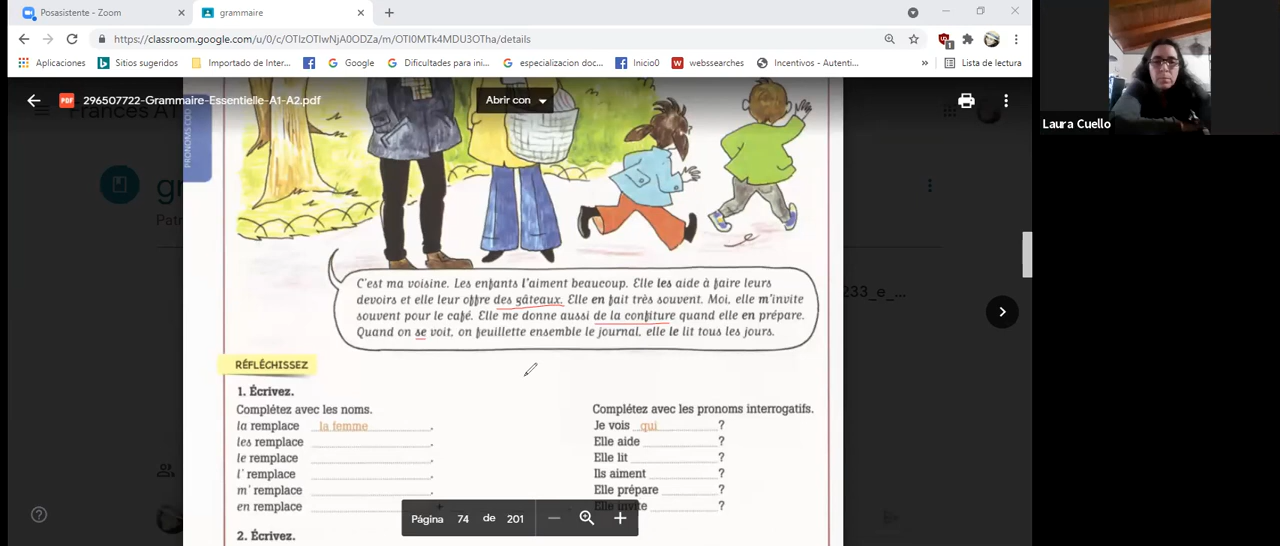 Posasistente - Zoom
grammaire
https://classroom.google.com/u/0/c/OTIzOTIwNjA0ODZa/m/OTI0MTk4MDU3OTha/details
Aplicaciones
Sitios sugeridos
Importado de Inter...
Google
Dificultades para ini...
especializacion doc...
Inicio0
webssearches
Incentivos - Autenti...
»
Lista de lectura
296507722-Grammaire-Essentielle-A1-A2.pdf
Abrir con
PRONOMS COD
C'est ma voisine. Les enfants l'aiment beaucoup. Elle les aide à faire leurs
devoirs et elle leur offre des gâteaux. Elle en fait très souvent. Moi, elle m'invite
souvent pour le café. Elle me donne aussi de la confiture quand elle en prépare.
Quand on se voit, on feuillette ensemble le journal, elle le lit tous les jours.
RÉFLÉCHISSEZ
1. Écrivez.
Complétez avec les noms.
la remplace la femme.
les remplace .
le remplace .
l' remplace .
m' remplace .
en remplace +
Complétez avec les pronoms interrogatifs.
Je vois qui ?
Elle aide ?
Elle lit ?
Ils aiment ?
Elle prépare ?
Elle invite ?
2. Écrivez.
Página 74 de 201
233_e_...
Laura Cuello